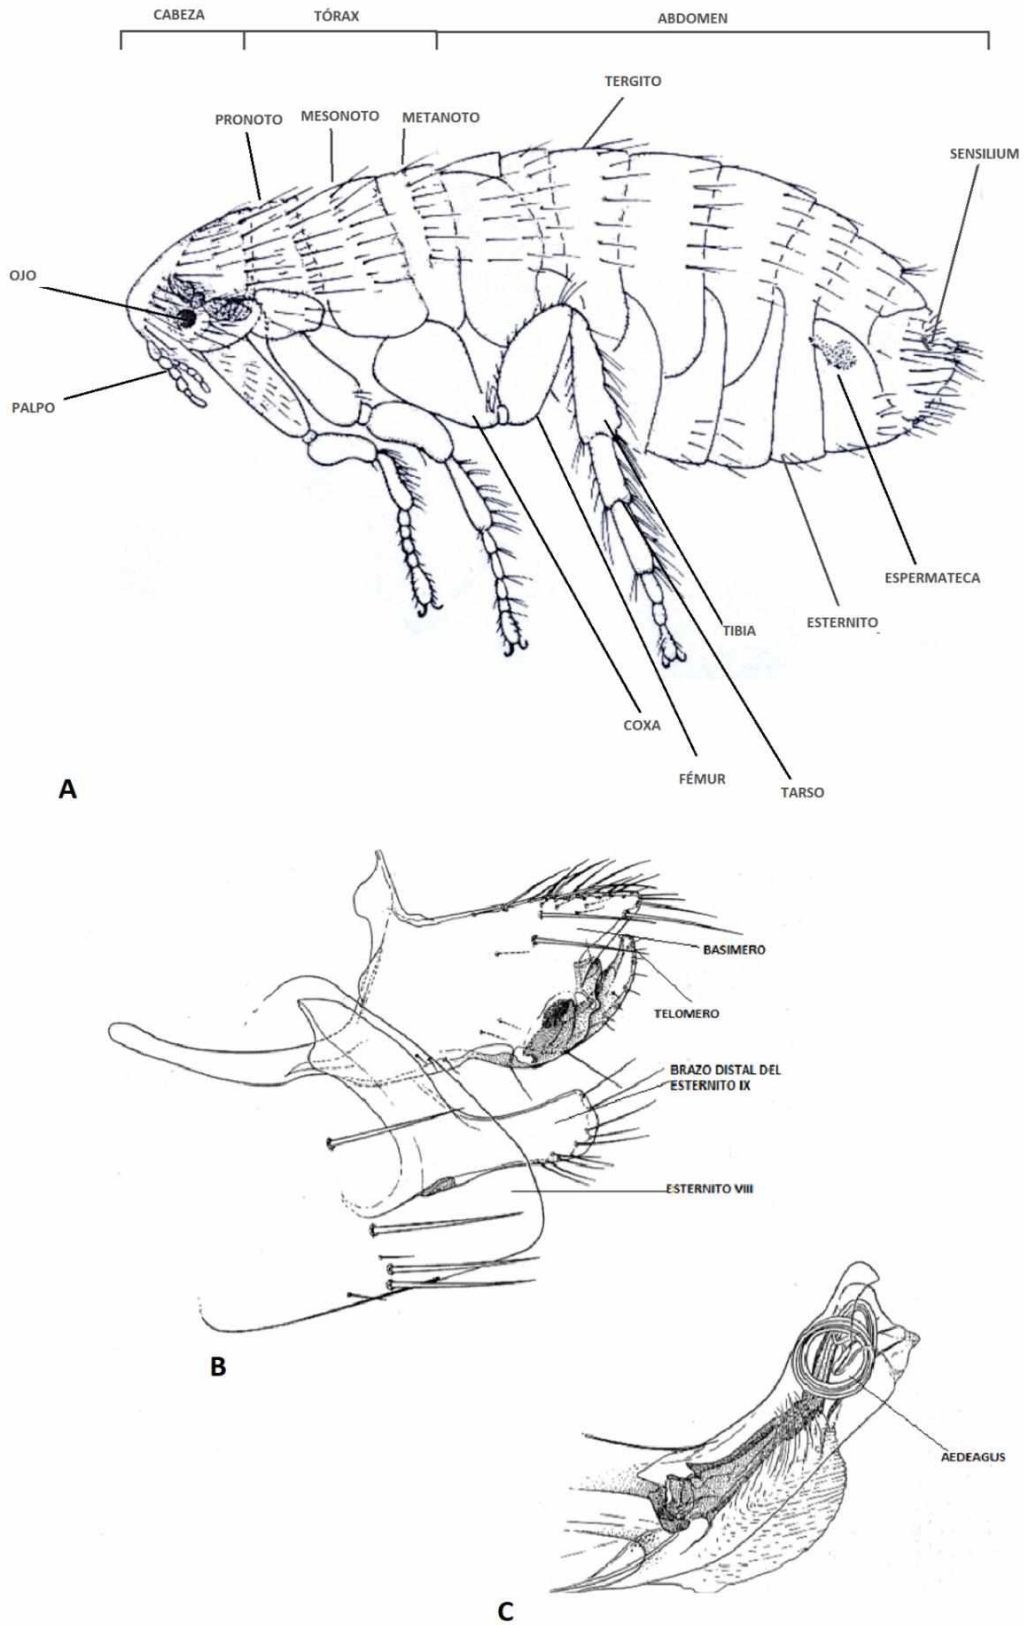 CABEZA
TÓRAX
ABDOMEN
TERGITO
PRONOTO
MESONOTO
METANOTO
SENSILIUM
OJO
PALPO
ESPERMATECA
ESTERNITO
TIBIA
COXA
FÉMUR
TARSO
A
BASIMERO
TELOMERO
BRAZO DISTAL DEL
ESTERNITO IX
ESTERNITO VIII
B
AEDEAGUS
C